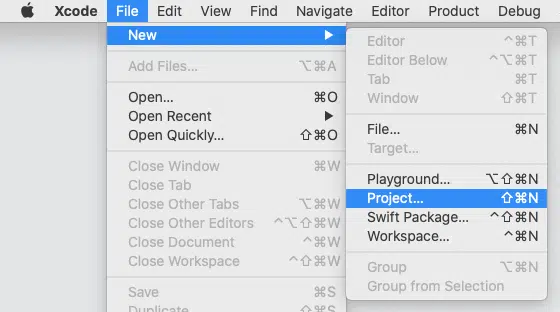 Xcode File Edit View Find Navigate Editor Product Debug
New
Add Files... ⌥⌘A
Open... ⌘O
Open Recent
Open Quickly... ⇧⌘O
Close Window ⌘W
Close Tab
Close Other Tabs ⌥⌘W
Close Other Editors ^⌥⇧⌘W
Close Document ^⌘W
Close Workspace ^⇧⌘W
Save ⌘S
Duplicate ⇧⌘S
Editor ^⌘T
Editor Below ^⌥⌘T
Tab ⌘T
Window ⇧⌘T
File... ⌘N
Target...
Playground... ⌥⇧⌘N
Project... ⇧⌘N
Swift Package... ^⇧⌘N
Workspace... ^⌘N
Group ⌥⌘N
Group from Selection